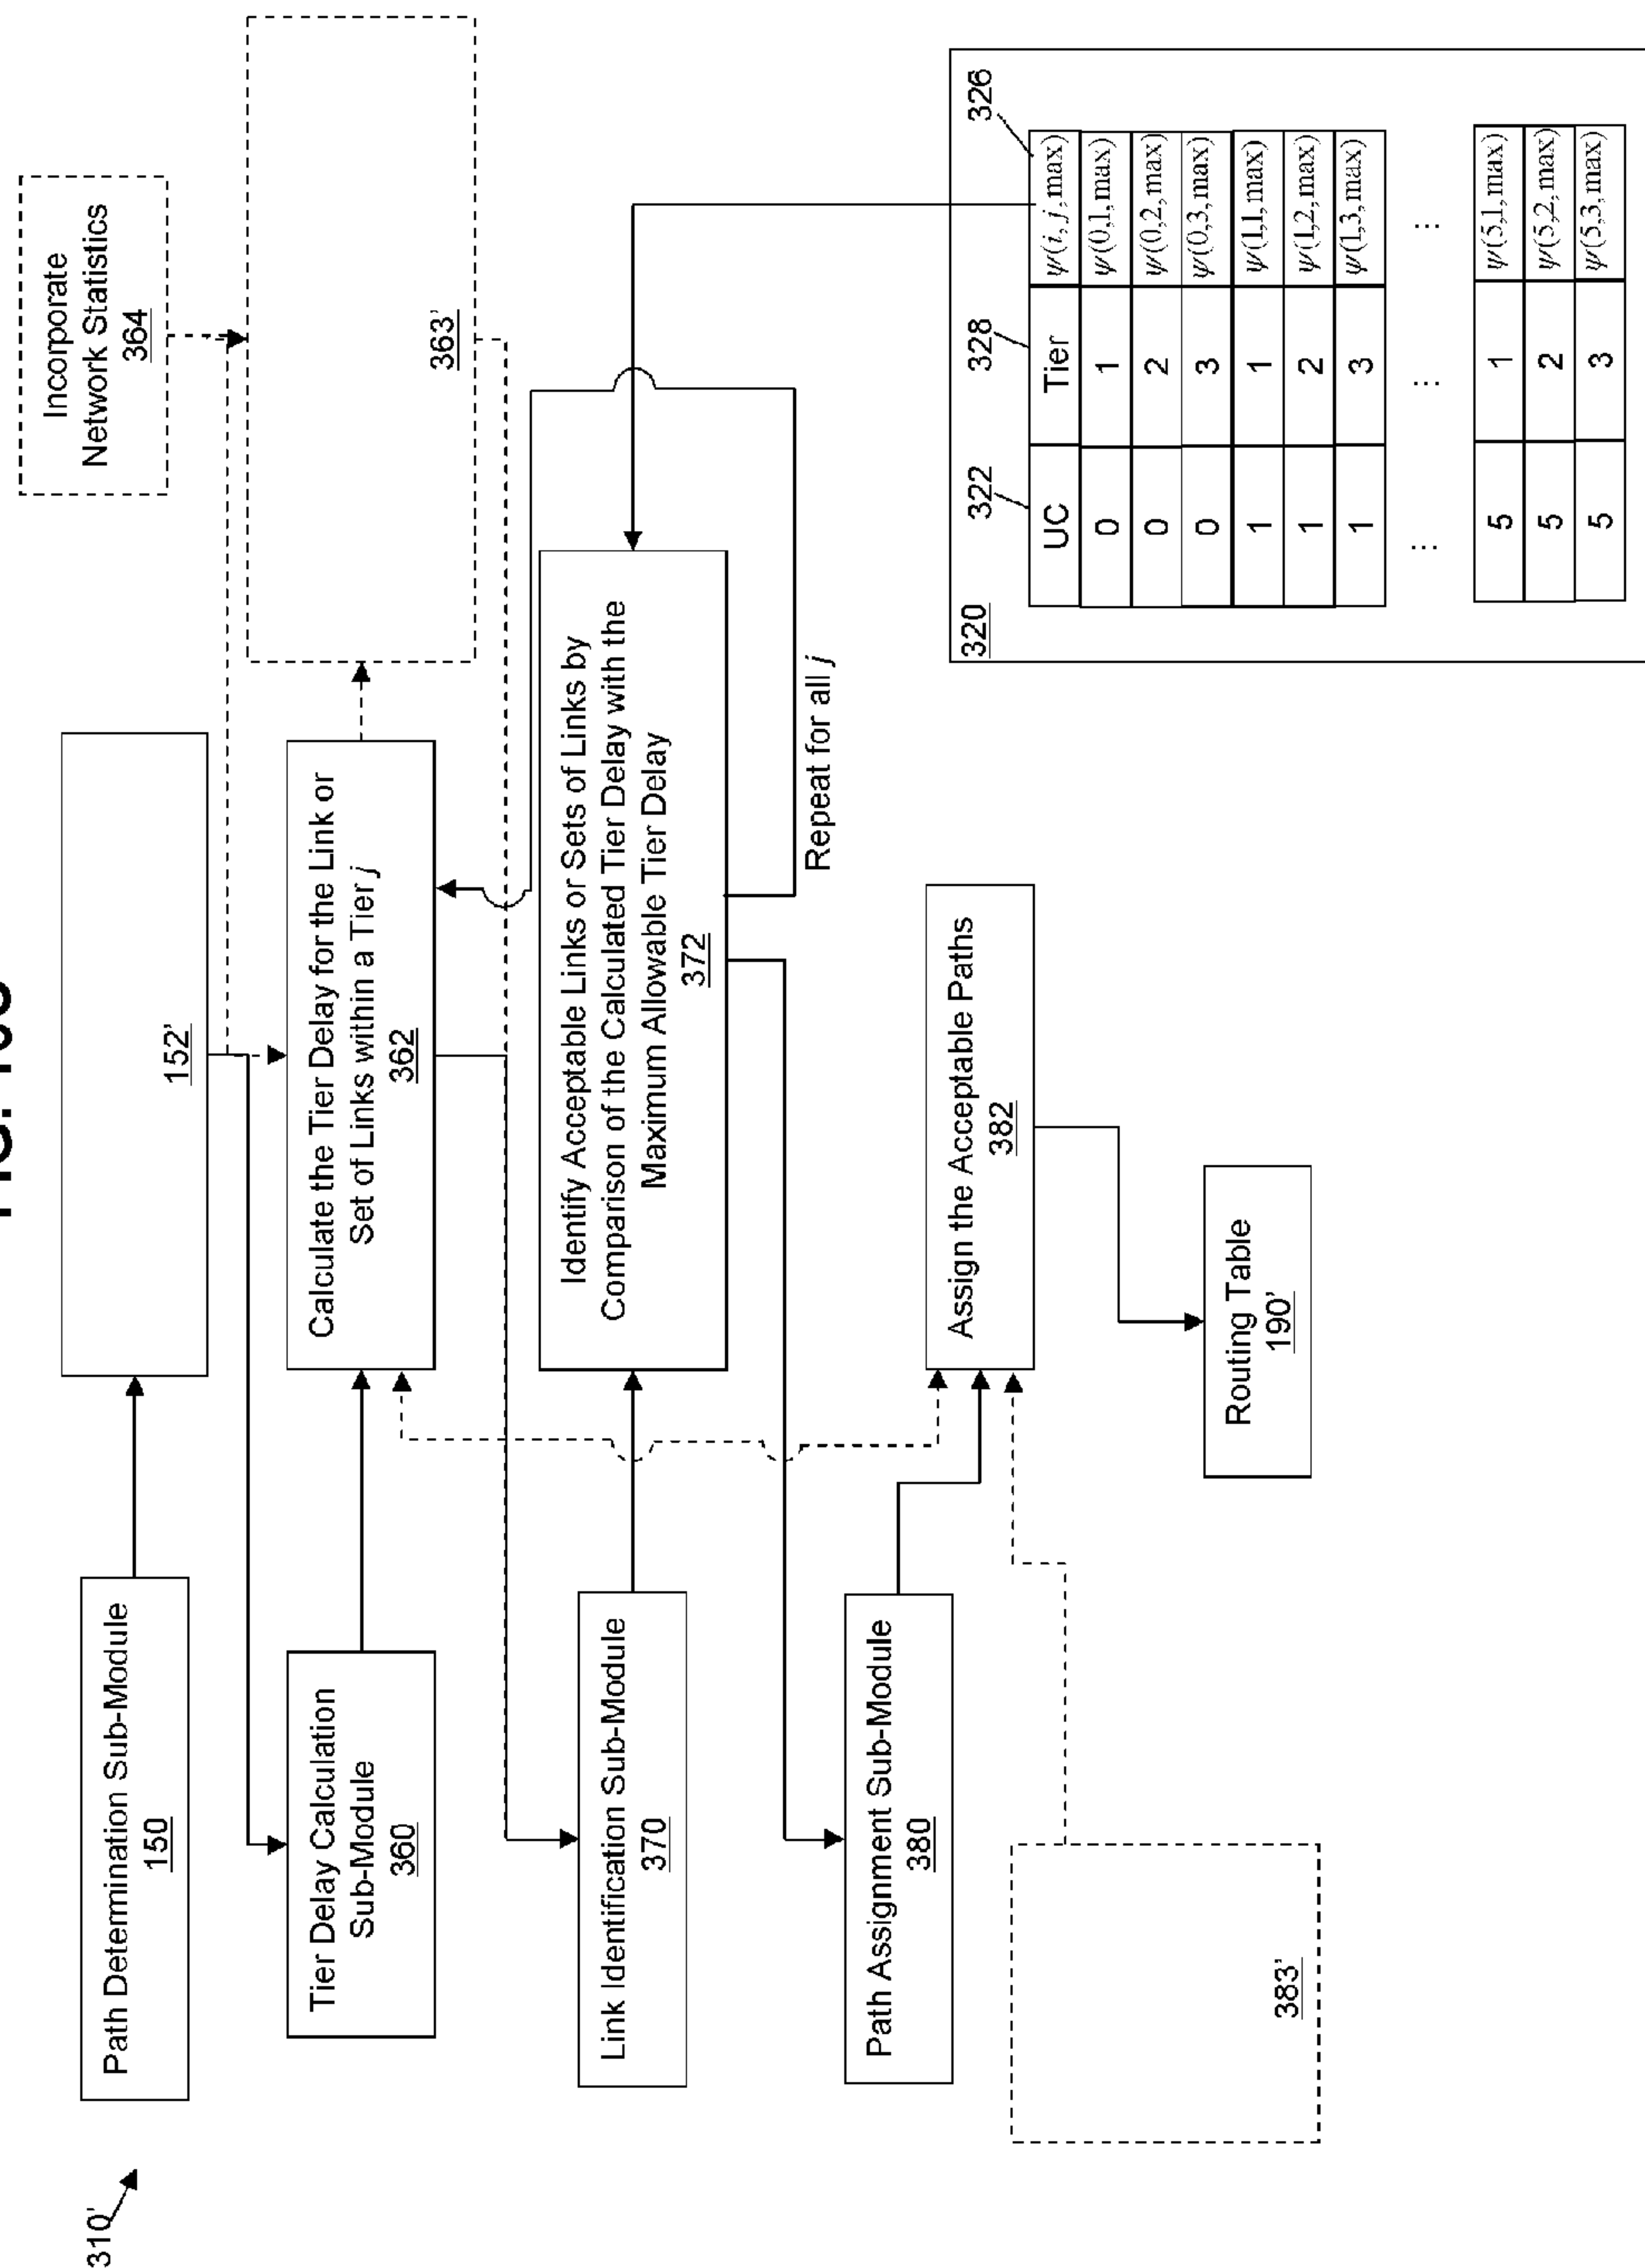 310'
Path Determination Sub-Module
150
152'
Incorporate
Network Statistics
364
Tier Delay Calculation
Sub-Module
360
Calculate the Tier Delay for the Link or
Set of Links within a Tier j
362
363'
Link Identification Sub-Module
370
Identify Acceptable Links or Sets of Links by
Comparison of the Calculated Tier Delay with the
Maximum Allowable Tier Delay
372
Repeat for all j
Path Assignment Sub-Module
380
Assign the Acceptable Paths
382
383'
Routing Table
190'
320
322
328
326
UC Tier ψ(i, j, max)
0 1 ψ(0,1,max)
0 2 ψ(0,2,max)
0 3 ψ(0,3,max)
1 1 ψ(1,1,max)
1 2 ψ(1,2,max)
1 3 ψ(1,3,max)
... ... ...
5 1 ψ(5,1,max)
5 2 ψ(5,2,max)
5 3 ψ(5,3,max)